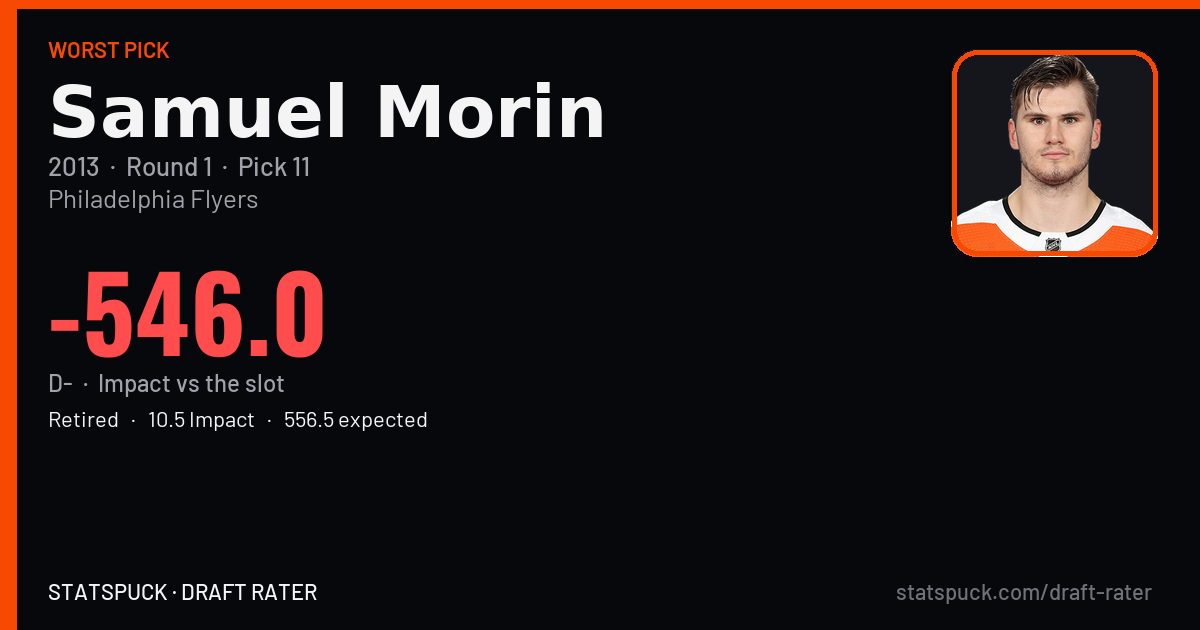 WORST PICK
Samuel Morin
2013 · Round 1 · Pick 11
Philadelphia Flyers
-546.0
D- · Impact vs the slot
Retired · 10.5 Impact · 556.5 expected
STATSPUCK · DRAFT RATER
statspuck.com/draft-rater